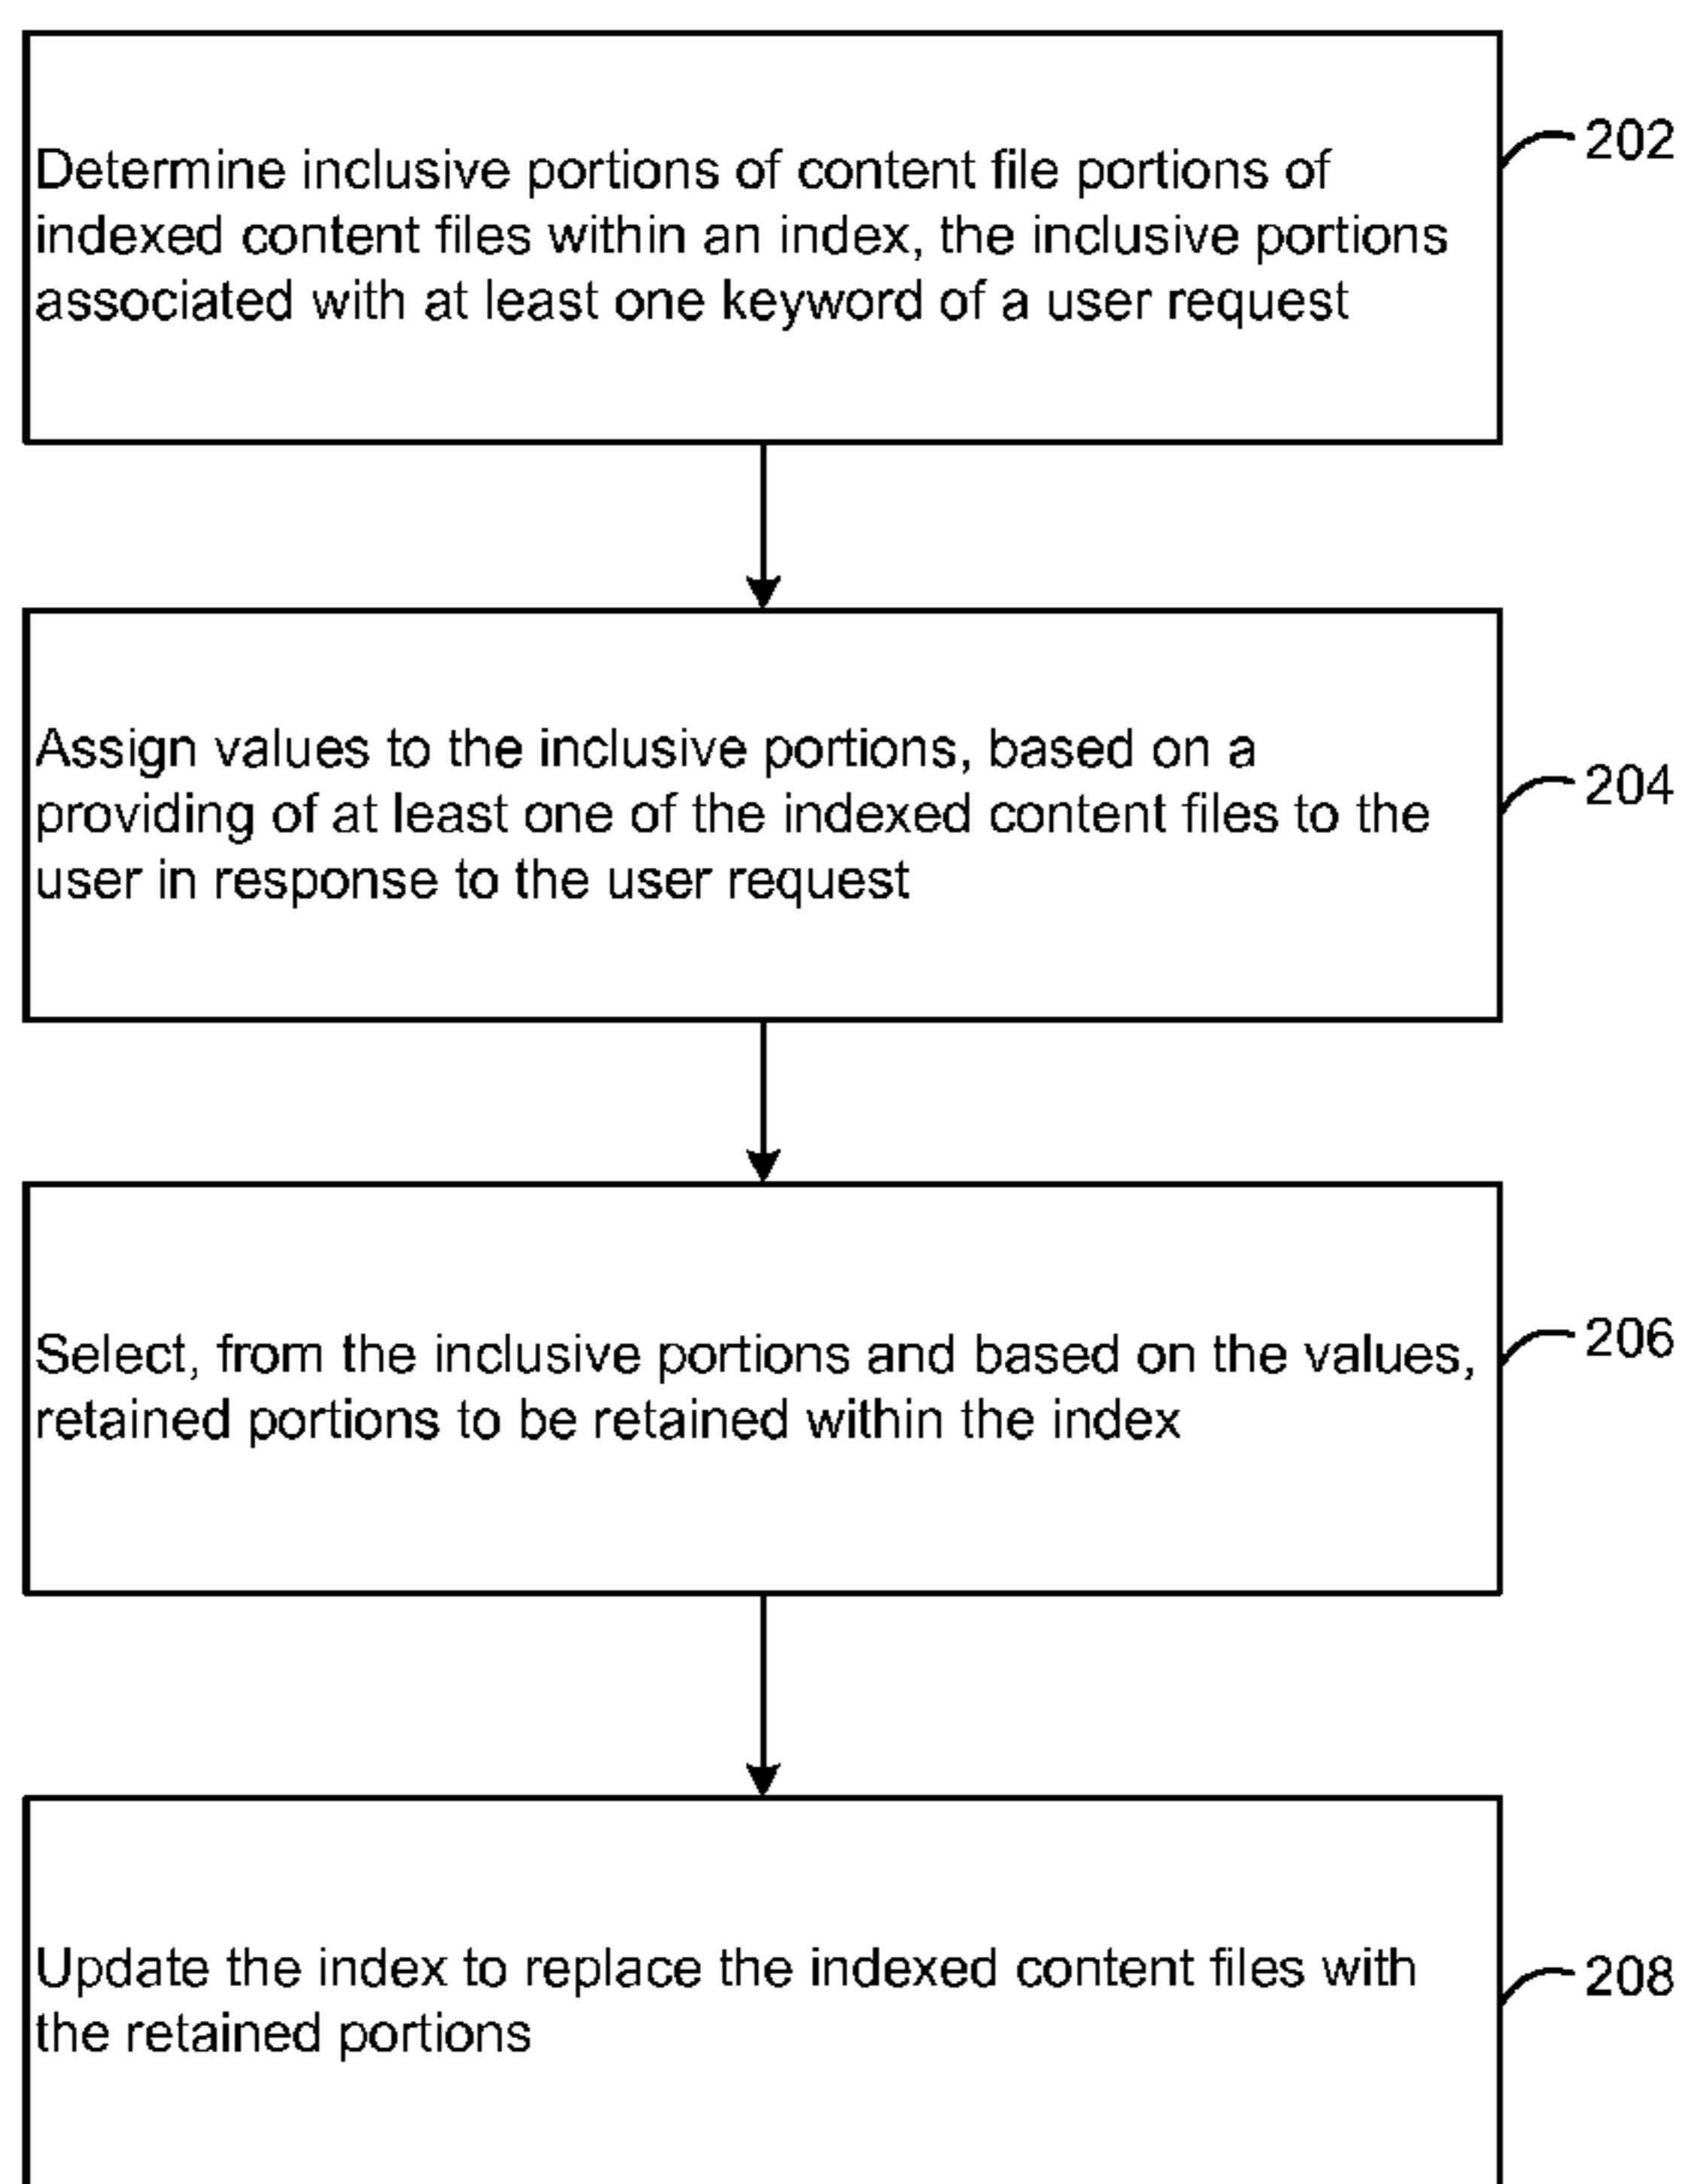 Determine inclusive portions of content file portions of
indexed content files within an index, the inclusive portions
associated with at least one keyword of a user request
202
Assign values to the inclusive portions, based on a
providing of at least one of the indexed content files to the
user in response to the user request
204
Select, from the inclusive portions and based on the values,
retained portions to be retained within the index
206
Update the index to replace the indexed content files with
the retained portions
208